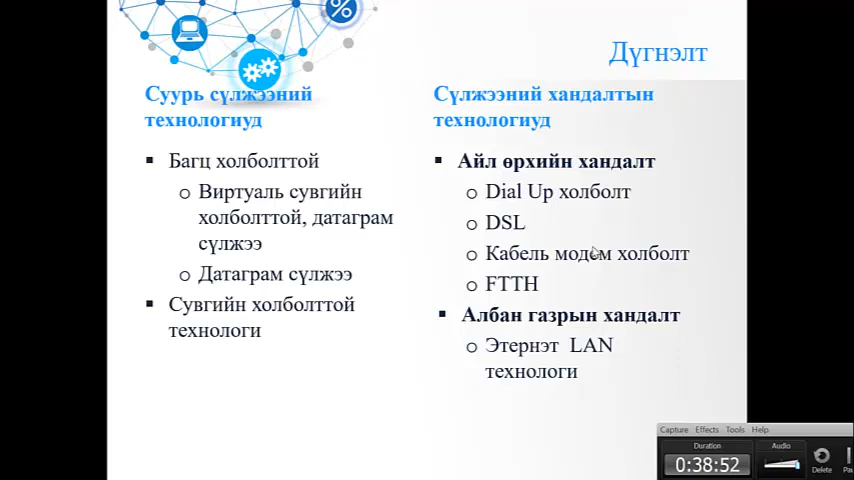 Дүгнэлт
Суурь сүлжээний
технологиуд
Багц холболттой
Виртуаль сувгийн
холболттой, датаграм
сүлжээ
Датаграм сүлжээ
Сувгийн холболттой
технологи
Сүлжээний хандалтын
технологиуд
Айл өрхийн хандалт
Dial Up холболт
DSL
Кабель модем холболт
FTTH
Албан газрын хандалт
Этернэт LAN
технологи
Capture Effects Tools Help
Duration
0:38:52
Audio
Delete